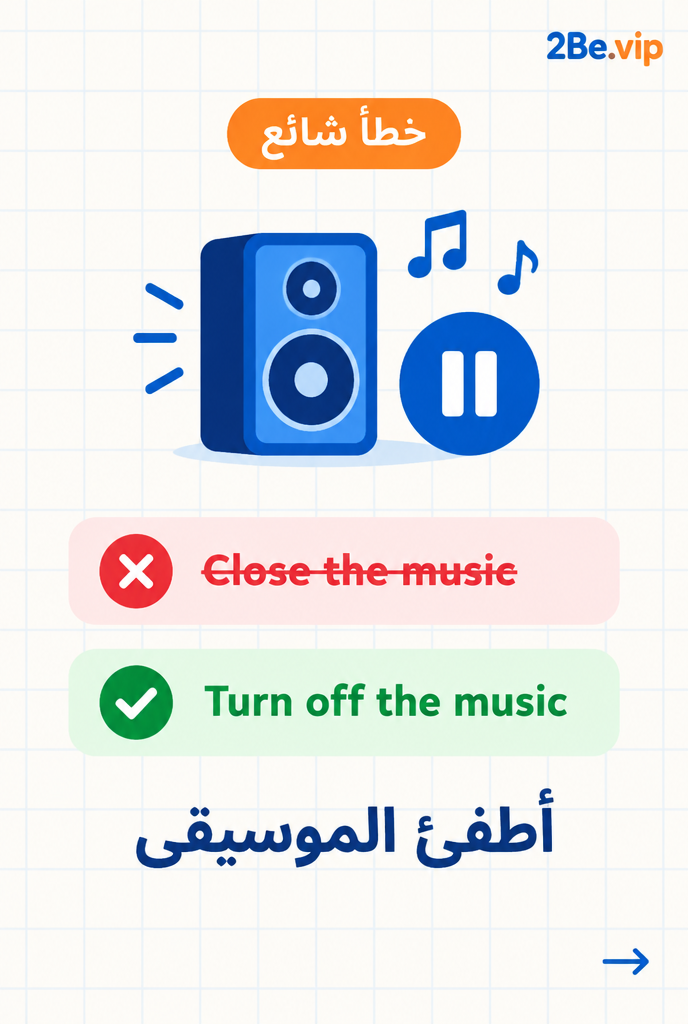 2Be.vip
خطأ شائع
Close the music
Turn off the music
أطفئ الموسيقى